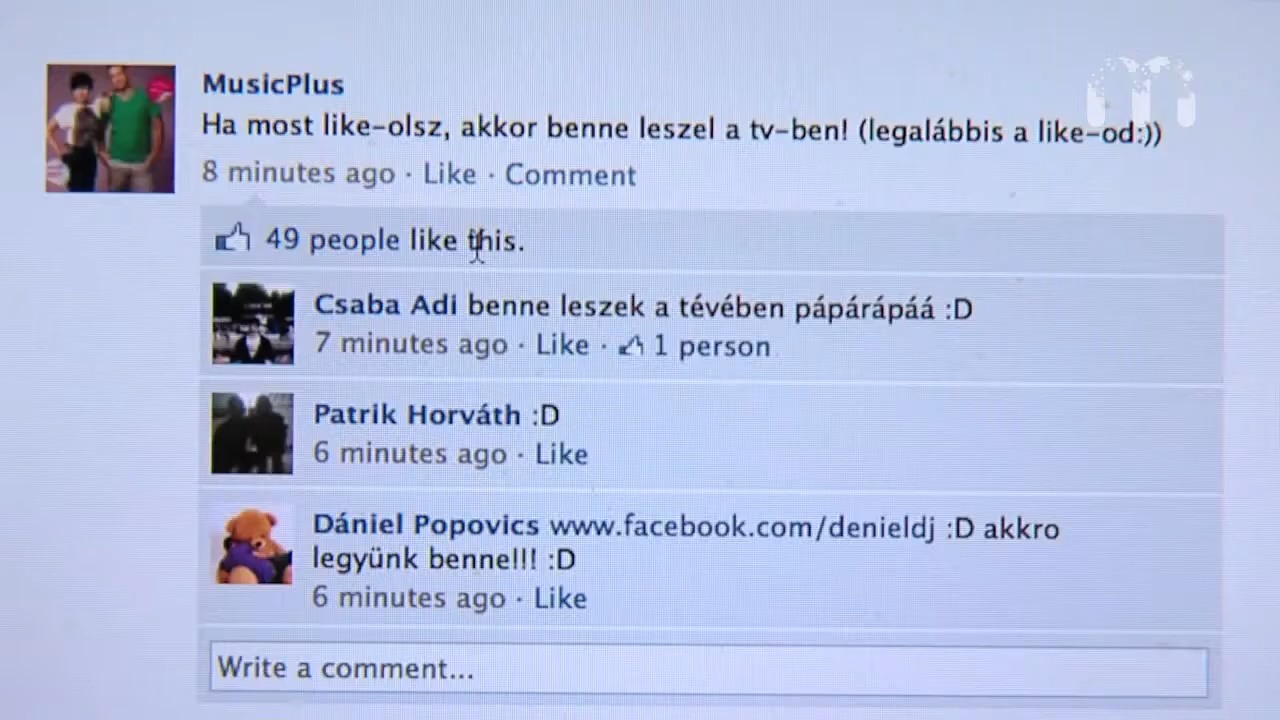 MusicPlus
Ha most like-olsz, akkor benne leszel a tv-ben! (legalábbis a like-od:))
8 minutes ago · Like · Comment
49 people like this.
Csaba Adi benne leszek a tévében pápárápáá :D
7 minutes ago · Like · 1 person
Patrik Horváth :D
6 minutes ago · Like
Dániel Popovics www.facebook.com/denieldj :D akkro
legyünk benne!!! :D
6 minutes ago · Like
Write a comment...
m